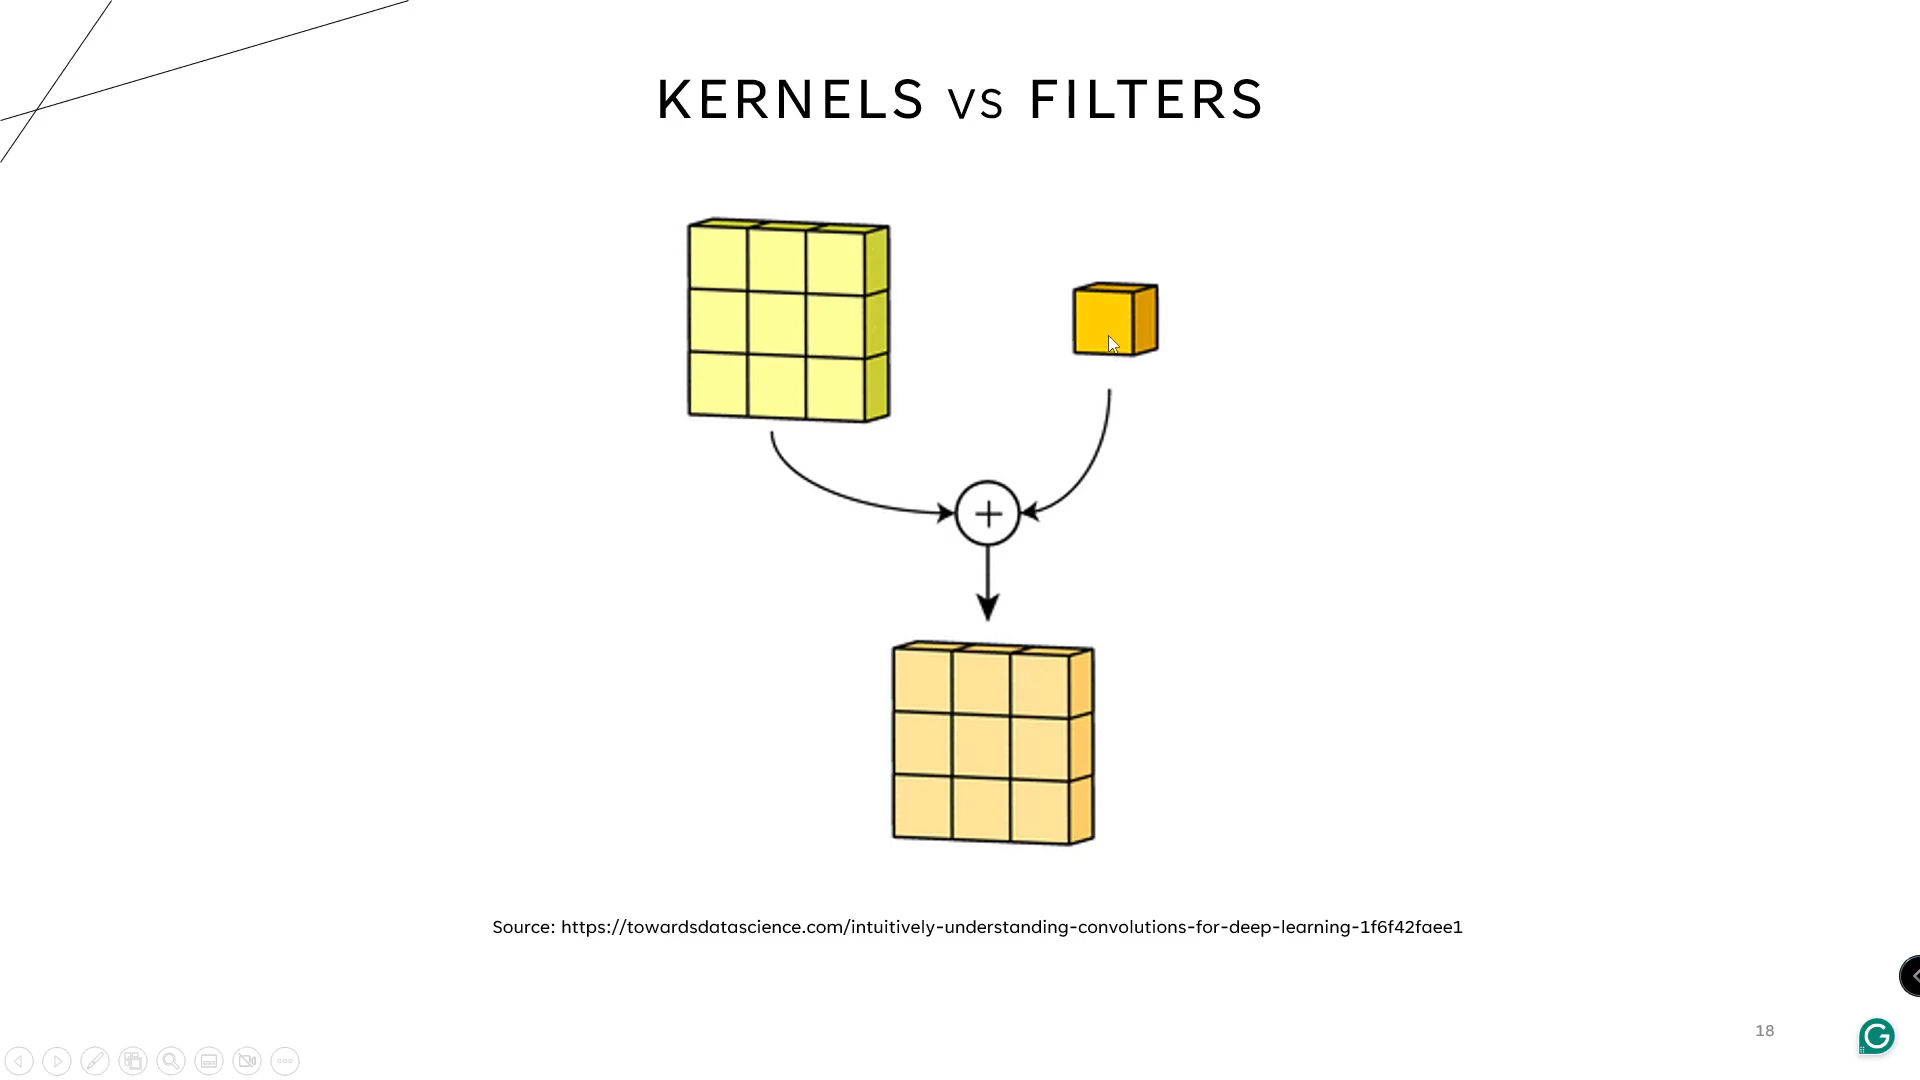 KERNELS VS FILTERS
+
Source: https://towardsdatascience.com/intuitively-understanding-convolutions-for-deep-learning-1f6f42faee1
18
G